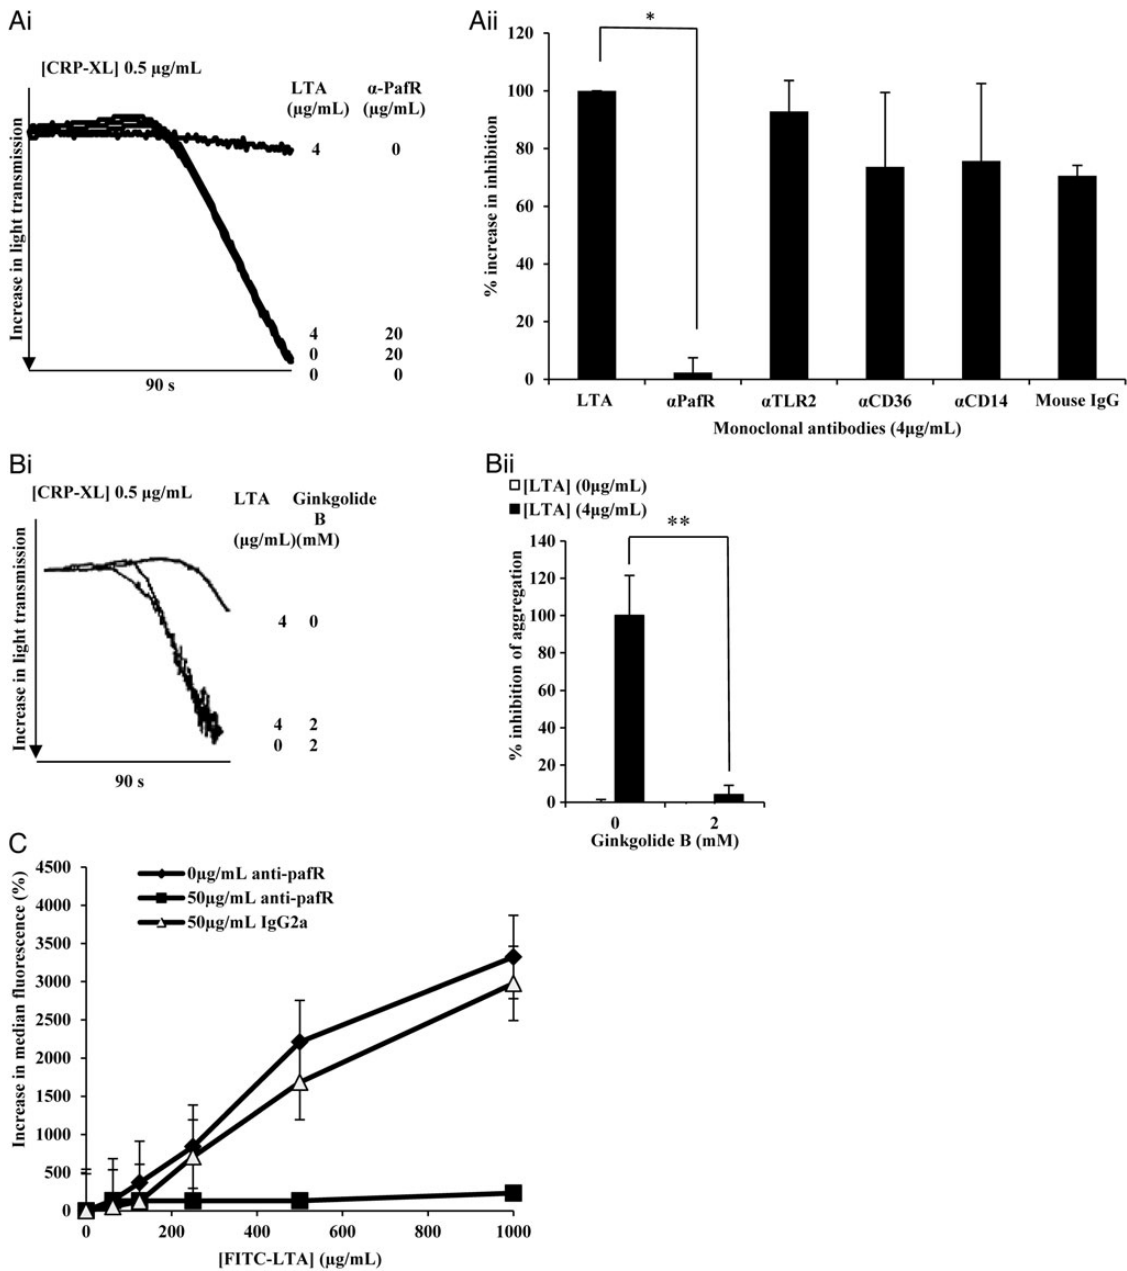 Ai
[CRP-XL] 0.5 μg/mL
LTA α-PafR
(μg/mL) (μg/mL)
Increase in light transmission
4 0
4 20
0 20
0 0
90 s
Aii
% increase in inhibition
120
100
80
60
40
20
0
*
LTA αPafR αTLR2 αCD36 αCD14 Mouse IgG
Monoclonal antibodies (4μg/mL)
Bi
[CRP-XL] 0.5 μg/mL
LTA Ginkgolide
B
(μg/mL)(mM)
Increase in light transmission
4 0
4 2
0 2
90 s
Bii
[LTA] (0μg/mL)
[LTA] (4μg/mL)
**
% inhibition of aggregation
140
120
100
80
60
40
20
0
0 2
Ginkgolide B (mM)
C
0μg/mL anti-pafR
50μg/mL anti-pafR
50μg/mL IgG2a
Increase in median fluorescence (%)
4500
4000
3500
3000
2500
2000
1500
1000
500
0
0 200 400 600 800 1000
[FITC-LTA] (μg/mL)